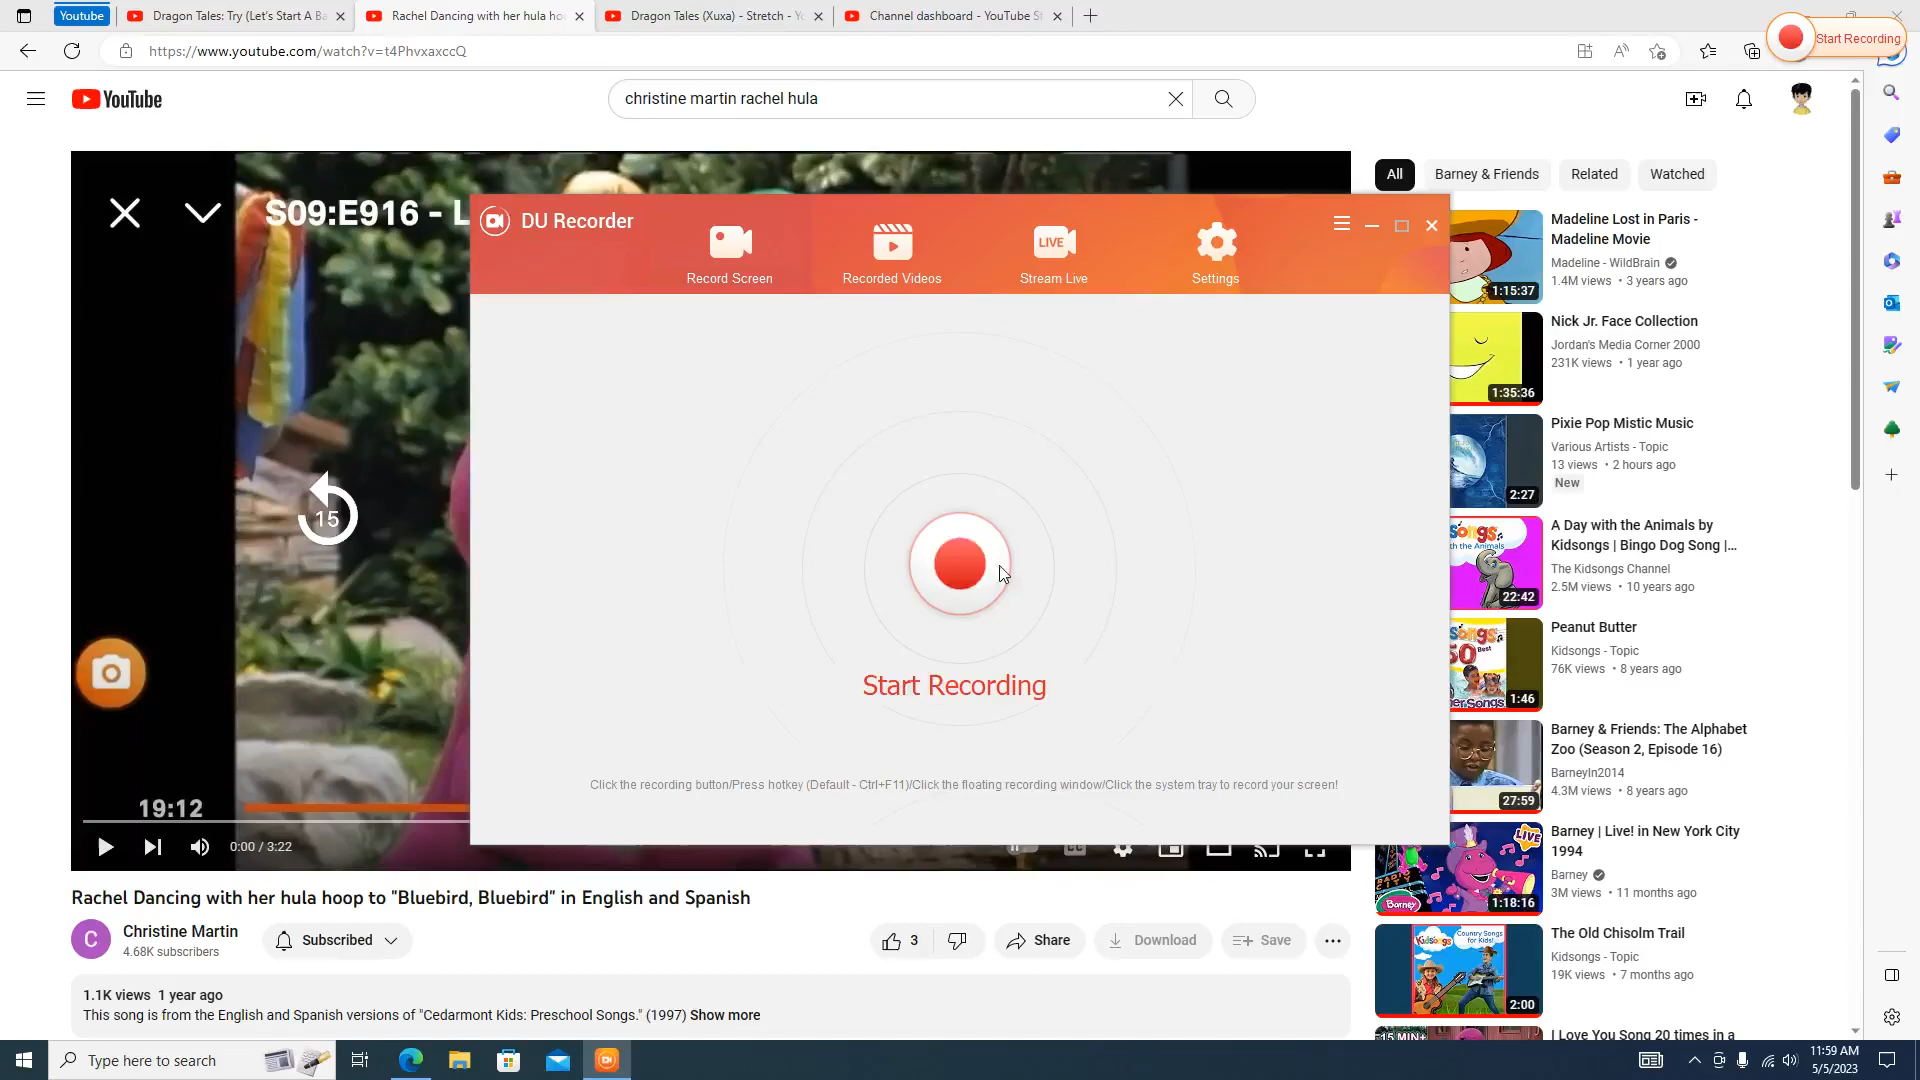 Youtube
Dragon Tales: Try (Let's Start A Ba
Rachel Dancing with her hula ho
Dragon Tales (Xuxa) - Stretch - Yo
Channel dashboard - YouTube St
https://www.youtube.com/watch?v=t4PhvxaxccQ
Start Recording
YouTube
christine martin rachel hula
All
Barney & Friends
Related
Watched
S09:E916 - L
DU Recorder
Record Screen
Recorded Videos
LIVE
Stream Live
Settings
15
Start Recording
Click the recording button/Press hotkey (Default - Ctrl+F11)/Click the floating recording window/Click the system tray to record your screen!
19:12
0:00 / 3:22
Madeline Lost in Paris -
Madeline Movie
Madeline - WildBrain
1.4M views • 3 years ago
1:15:37
Nick Jr. Face Collection
Jordan's Media Corner 2000
231K views • 1 year ago
1:35:36
Pixie Pop Mistic Music
Various Artists - Topic
13 views • 2 hours ago
New
2:27
A Day with the Animals by
Kidsongs | Bingo Dog Song |...
The Kidsongs Channel
2.5M views • 10 years ago
22:42
Peanut Butter
Kidsongs - Topic
76K views • 8 years ago
1:46
Barney & Friends: The Alphabet
Zoo (Season 2, Episode 16)
BarneyIn2014
4.3M views • 8 years ago
27:59
Barney | Live! in New York City
1994
Barney
3M views • 11 months ago
1:18:16
The Old Chisolm Trail
Kidsongs - Topic
19K views • 7 months ago
2:00
I Love You Song 20 times in a
15 MIN+
Rachel Dancing with her hula hoop to "Bluebird, Bluebird" in English and Spanish
C
Christine Martin
4.68K subscribers
Subscribed
3
Share
Download
Save
1.1K views 1 year ago
This song is from the English and Spanish versions of "Cedarmont Kids: Preschool Songs." (1997) Show more
Type here to search
11:59 AM
5/5/2023